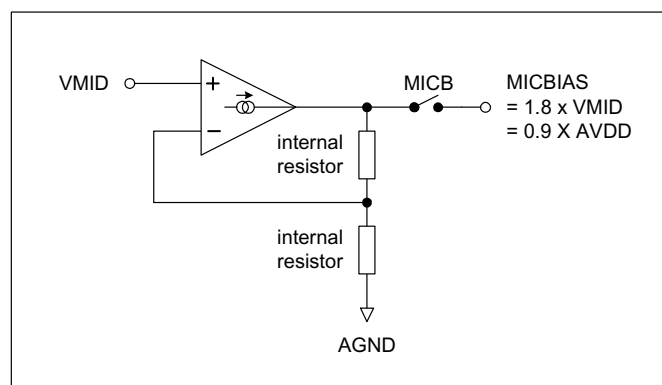 VMID
+
−
MICB
MICBIAS
= 1.8 x VMID
= 0.9 X AVDD
internal
resistor
internal
resistor
AGND